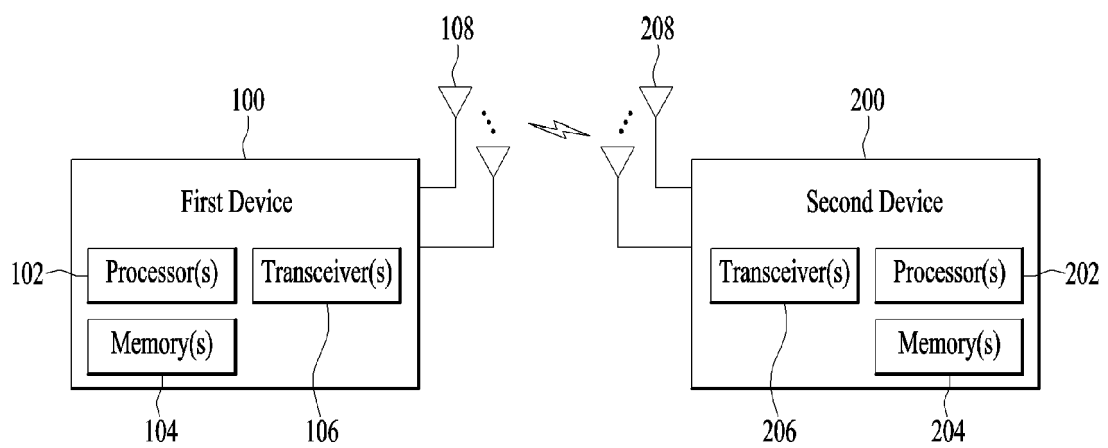 108
208
100
200
First Device
Second Device
102
Processor(s)
Transceiver(s)
Transceiver(s)
Processor(s)
202
Memory(s)
Memory(s)
104
106
206
204